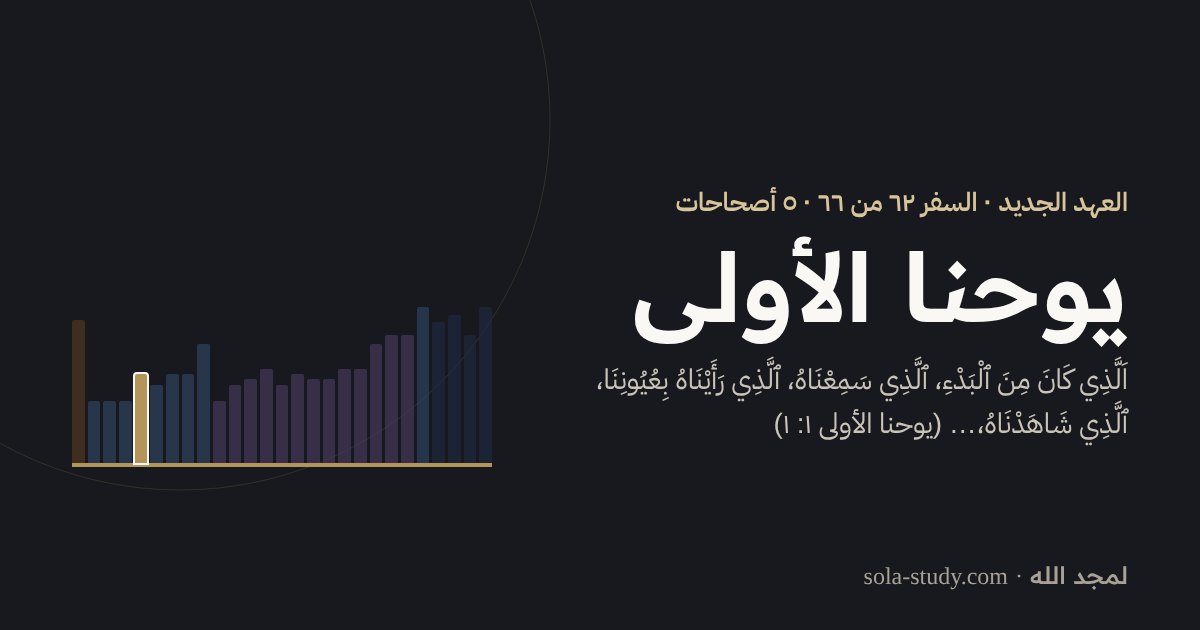 العهد الجديد · السفر ٦٢ من ٦٦ · ٥ أصحاحات
يوحنا الأولى
اَلَّذِي كَانَ مِنَ ٱلْبَدْءِ، ٱلَّذِي سَمِعْنَاهُ، ٱلَّذِي رَأَيْنَاهُ بِعُيُونِنَا،
ٱلَّذِي شَاهَدْنَاهُ،… (يوحنا الأولى ١: ١)
لمجد الله · sola-study.com